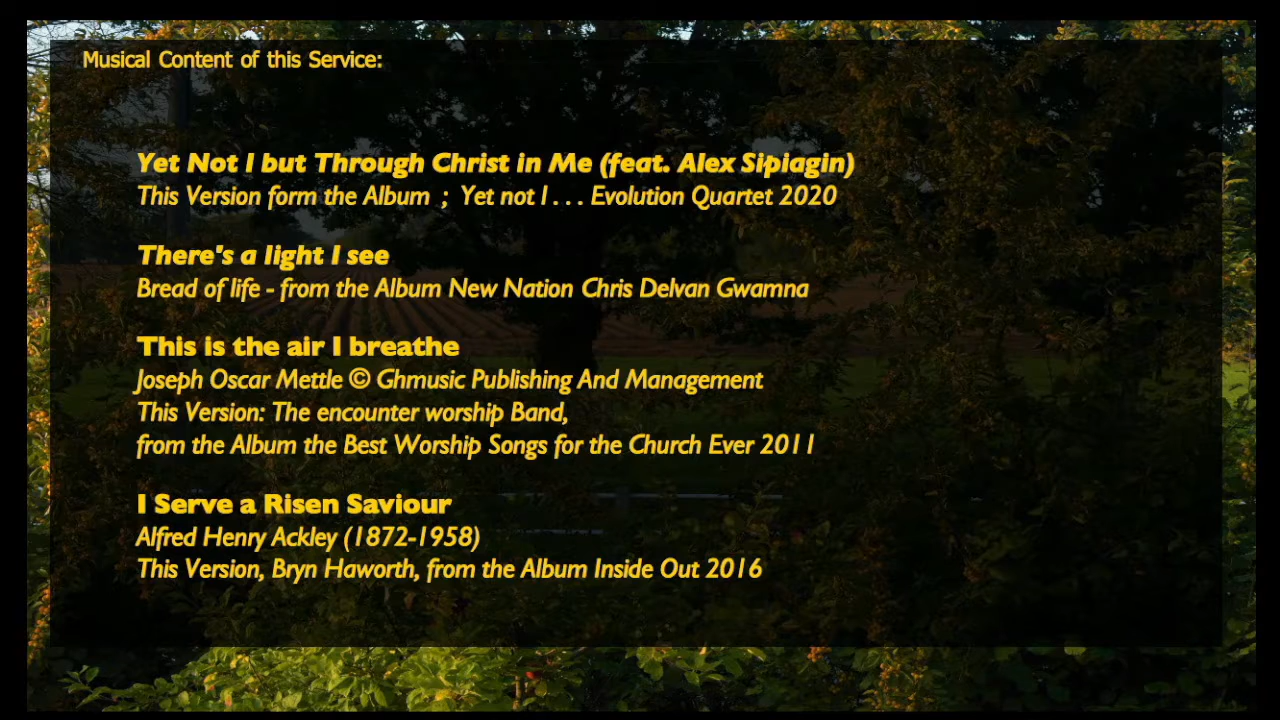 Musical Content of this Service:
Yet Not I but Through Christ in Me (feat. Alex Sipiagin)
This Version form the Album ; Yet not I . . . Evolution Quartet 2020
There's a light I see
Bread of life - from the Album New Nation Chris Delvan Gwamna
This is the air I breathe
Joseph Oscar Mettle © Ghmusic Publishing And Management
This Version: The encounter worship Band,
from the Album the Best Worship Songs for the Church Ever 2011
I Serve a Risen Saviour
Alfred Henry Ackley (1872-1958)
This Version, Bryn Haworth, from the Album Inside Out 2016